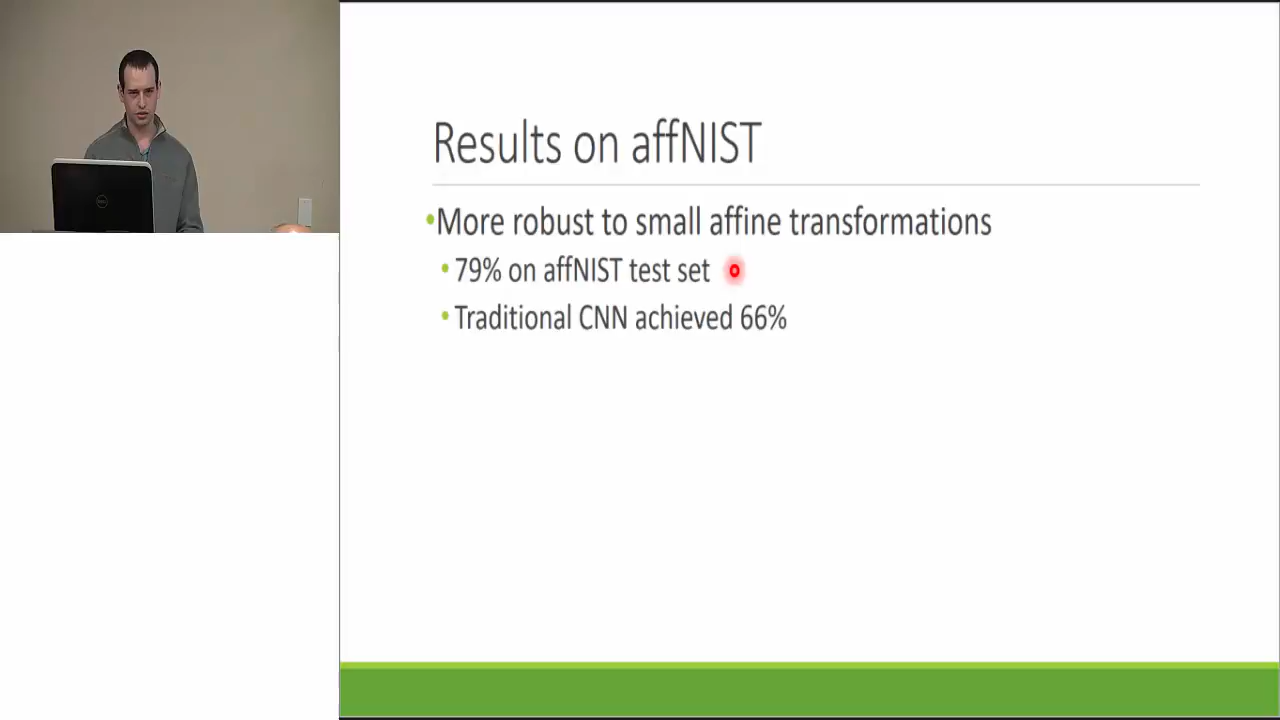 Results on affNIST
•More robust to small affine transformations
•79% on affNIST test set
•Traditional CNN achieved 66%